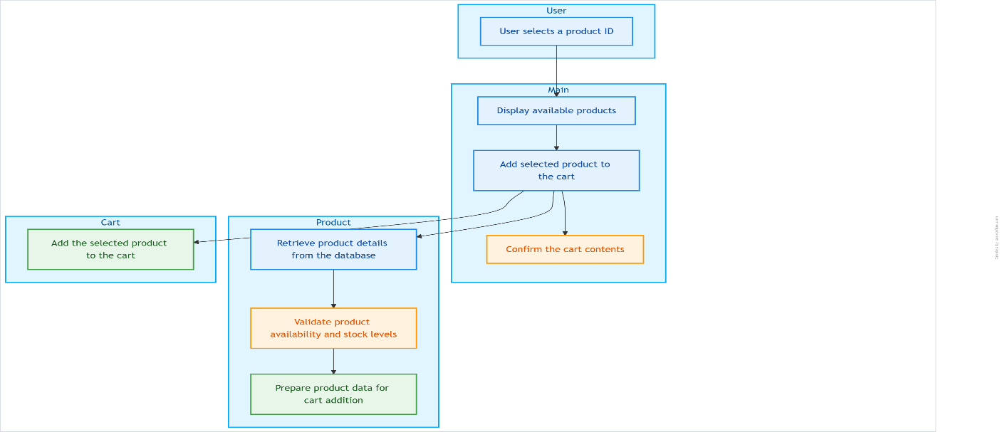 User
User selects a product ID
Main
Display available products
Add selected product to
the cart
Cart
Add the selected product
to the cart
Product
Retrieve product details
from the database
Confirm the cart contents
Validate product
availability and stock levels
Prepare product data for
cart addition